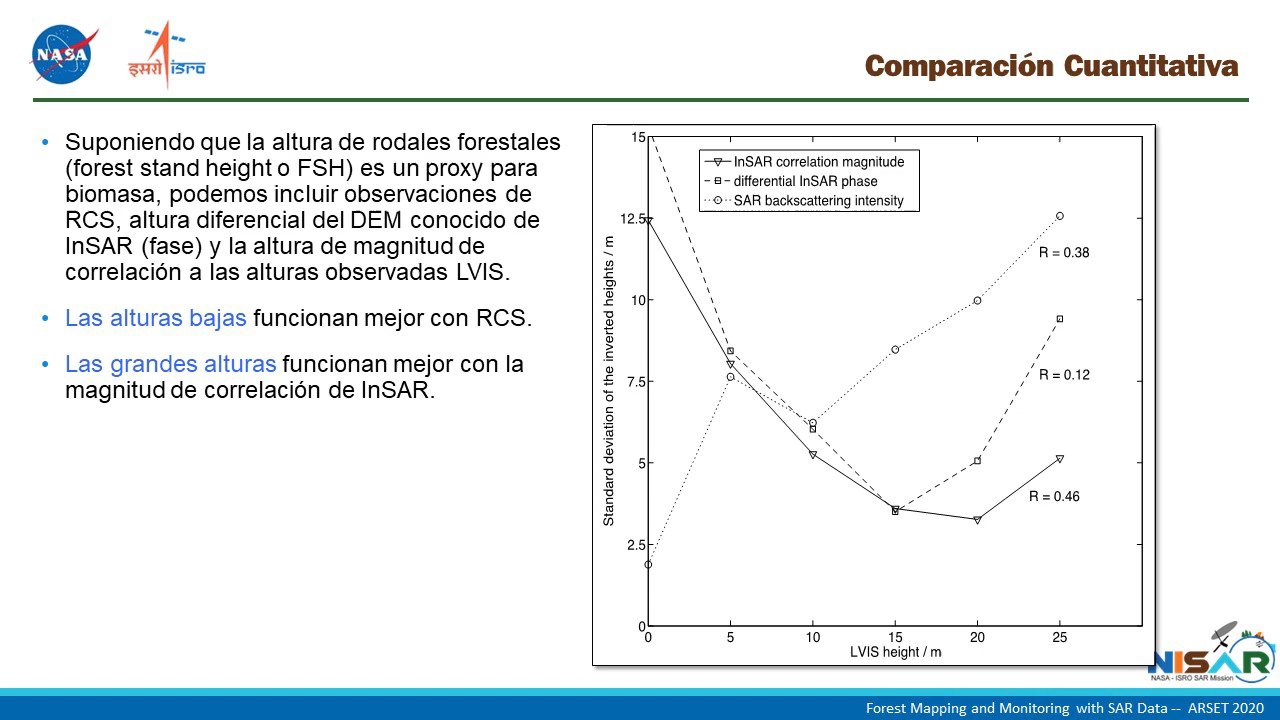 NASA
इसरो isro
Comparación Cuantitativa
• Suponiendo que la altura de rodales forestales
(forest stand height o FSH) es un proxy para
biomasa, podemos incluir observaciones de
RCS, altura diferencial del DEM conocido de
InSAR (fase) y la altura de magnitud de
correlación a las alturas observadas LVIS.
• Las alturas bajas funcionan mejor con RCS.
• Las grandes alturas funcionan mejor con la
magnitud de correlación de InSAR.
InSAR correlation magnitude
differential InSAR phase
SAR backscattering intensity
Standard deviation of the inverted heights / m
15
12.5
10
7.5
5
2.5
0
R = 0.38
R = 0.12
R = 0.46
0 5 10 15 20 25
LVIS height / m
NISAR
NASA - ISRO SAR Mission
Forest Mapping and Monitoring with SAR Data -- ARSET 2020